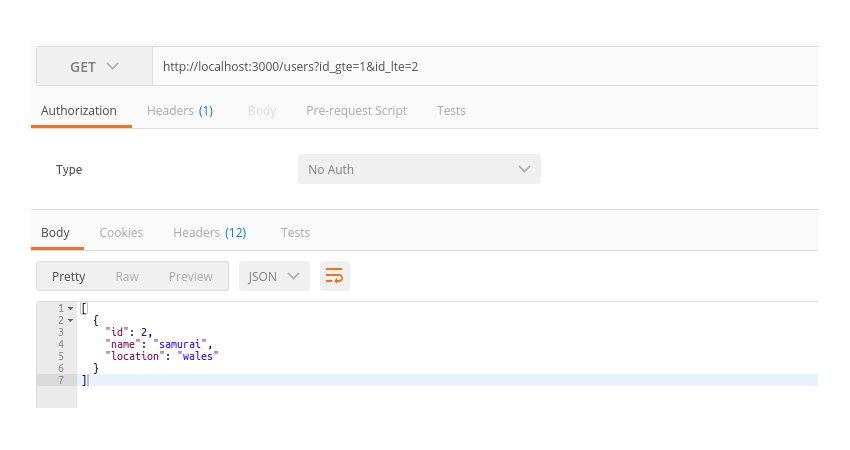 GET http://localhost:3000/users?id_gte=1&id_lte=2
Authorization Headers (1) Body Pre-request Script Tests
Type No Auth
Body Cookies Headers (12) Tests
Pretty Raw Preview JSON
1 [
2 {
3 "id": 2,
4 "name": "samurai",
5 "location": "wales"
6 }
7 ]